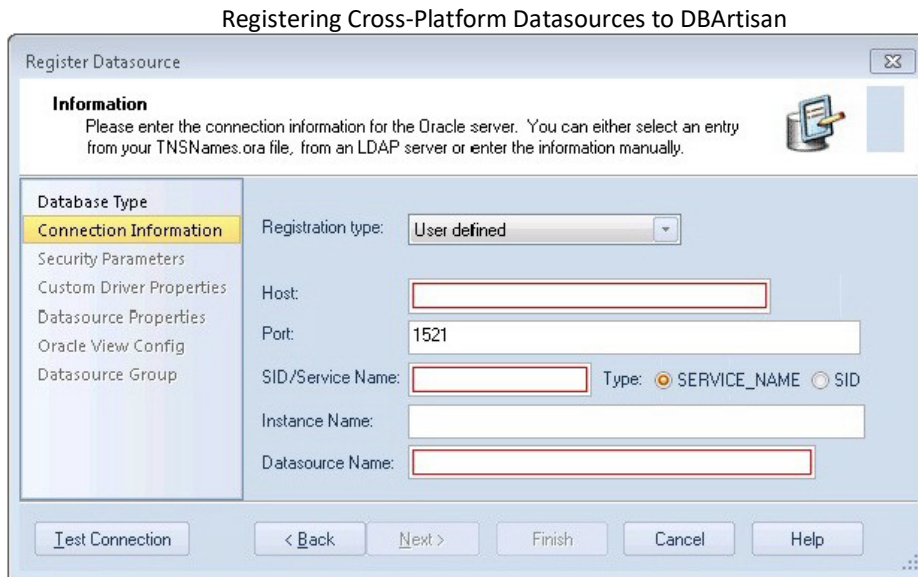 Registering Cross-Platform Datasources to DBArtisan
Register Datasource
Information
Please enter the connection information for the Oracle server. You can either select an entry
from your TNSNames.ora file, from an LDAP server or enter the information manually.
Database Type
Connection Information
Security Parameters
Custom Driver Properties
Datasource Properties
Oracle View Config
Datasource Group
Registration type: User defined
Host:
Port: 1521
SID/Service Name: Type: SERVICE_NAME SID
Instance Name:
Datasource Name:
Test Connection < Back Next > Finish Cancel Help